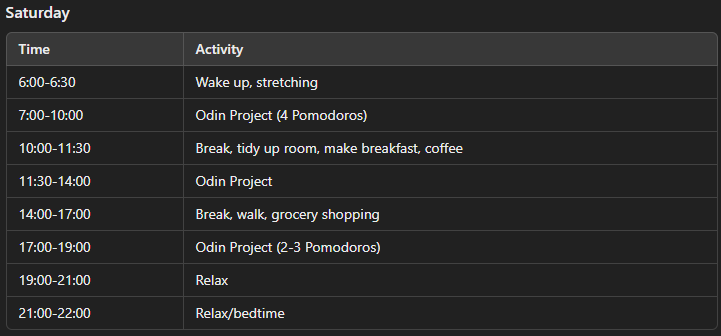 Saturday
Time Activity
6:00-6:30 Wake up, stretching
7:00-10:00 Odin Project (4 Pomodoros)
10:00-11:30 Break, tidy up room, make breakfast, coffee
11:30-14:00 Odin Project
14:00-17:00 Break, walk, grocery shopping
17:00-19:00 Odin Project (2-3 Pomodoros)
19:00-21:00 Relax
21:00-22:00 Relax/bedtime